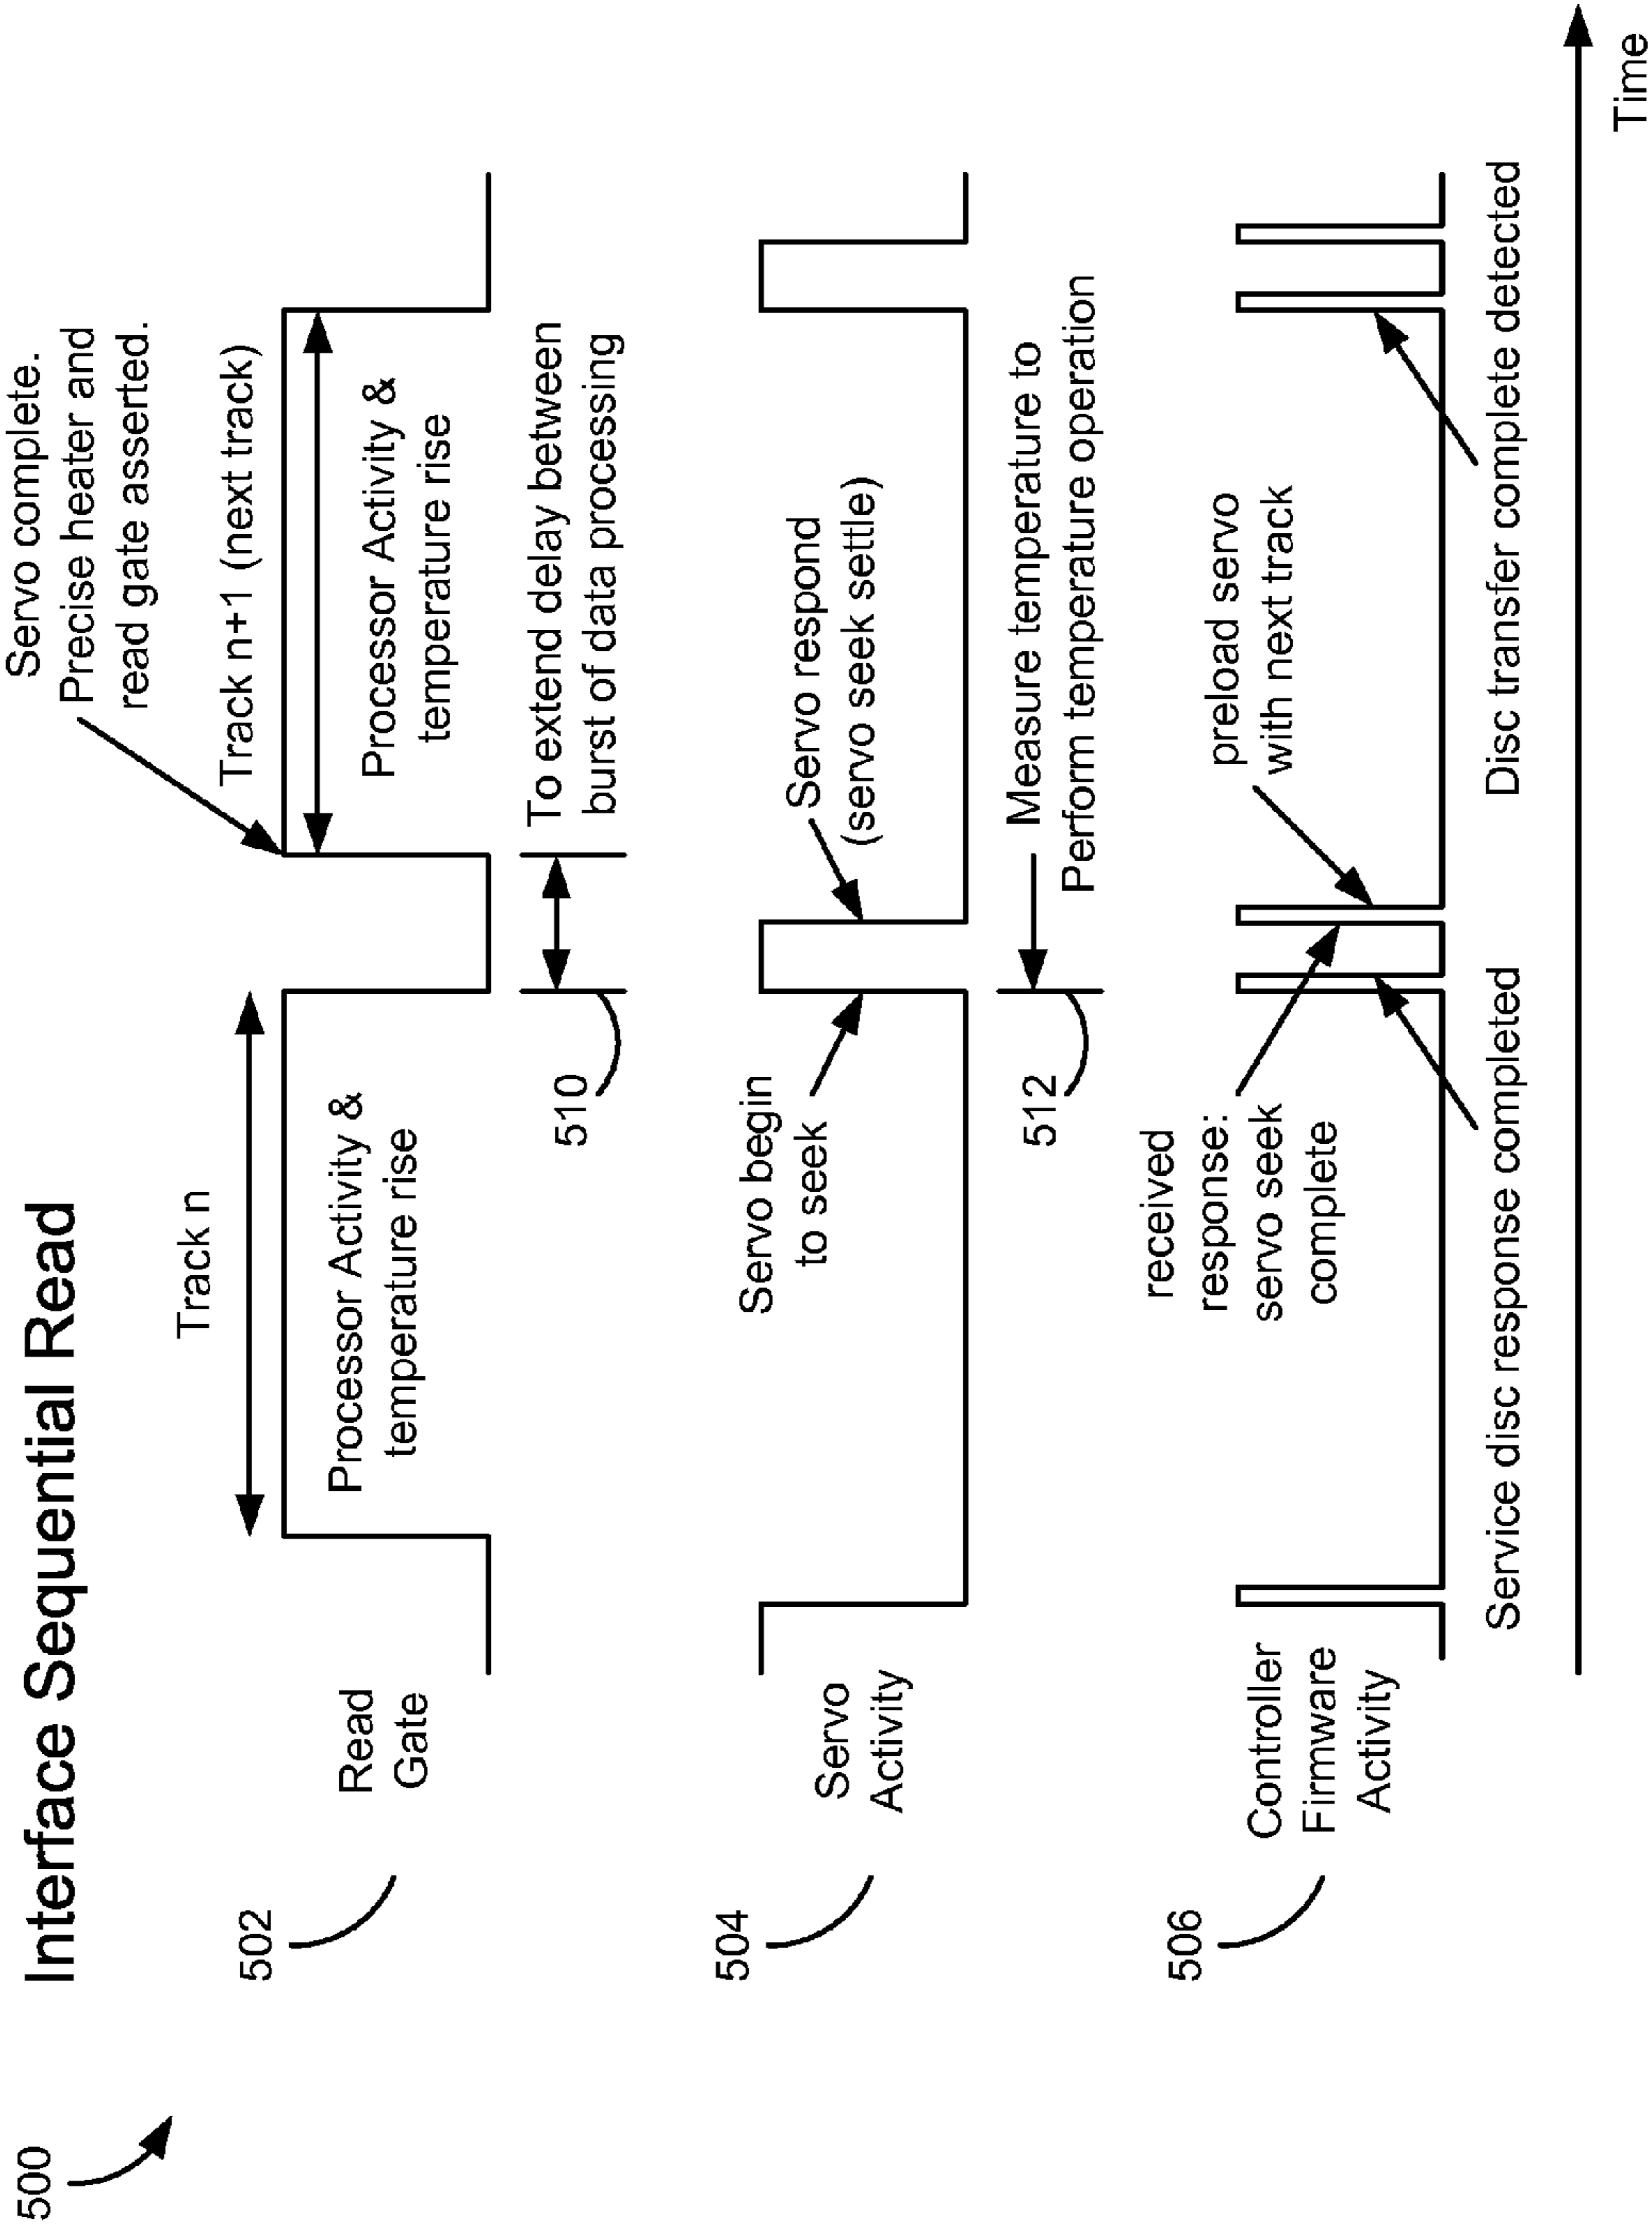 500
Interface Sequential Read
Servo complete.
Precise heater and
read gate asserted.
Track n
Track n+1 (next track)
502
Read
Gate
Processor Activity &
temperature rise
Processor Activity &
temperature rise
510
To extend delay between
burst of data processing
504
Servo
Activity
Servo begin
to seek
Servo respond
(servo seek settle)
512
Measure temperature to
Perform temperature operation
506
Controller
Firmware
Activity
received
response:
servo seek
complete
preload servo
with next track
Service disc response completed
Disc transfer complete detected
Time